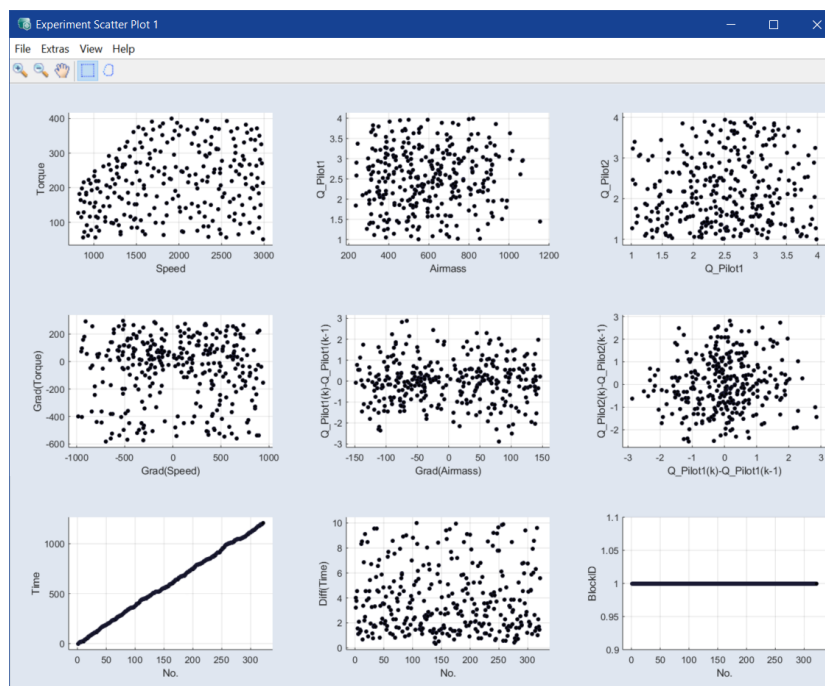 Experiment Scatter Plot 1
File Extras View Help
400
300
200
100
Torque
1000 1500 2000 2500 3000
Speed
4
3.5
3
2.5
2
1.5
1
Q_Pilot1
200 400 600 800 1000 1200
Airmass
4
3
2
1
Q_Pilot2
1 1.5 2 2.5 3 3.5 4
Q_Pilot1
200
0
-200
-400
-600
Grad(Torque)
-1000 -500 0 500 1000
Grad(Speed)
3
2
1
0
-1
-2
-3
Q_Pilot1(k)-Q_Pilot1(k-1)
-150 -100 -50 0 50 100 150
Grad(Airmass)
3
2
1
0
-1
-2
Q_Pilot2(k)-Q_Pilot2(k-1)
-3 -2 -1 0 1 2 3
Q_Pilot1(k)-Q_Pilot1(k-1)
1000
500
0
Time
0 50 100 150 200 250 300
No.
10
8
6
4
2
0
Diff(Time)
0 50 100 150 200 250 300
No.
1.1
1.05
1
0.95
0.9
BlockID
0 50 100 150 200 250 300
No.